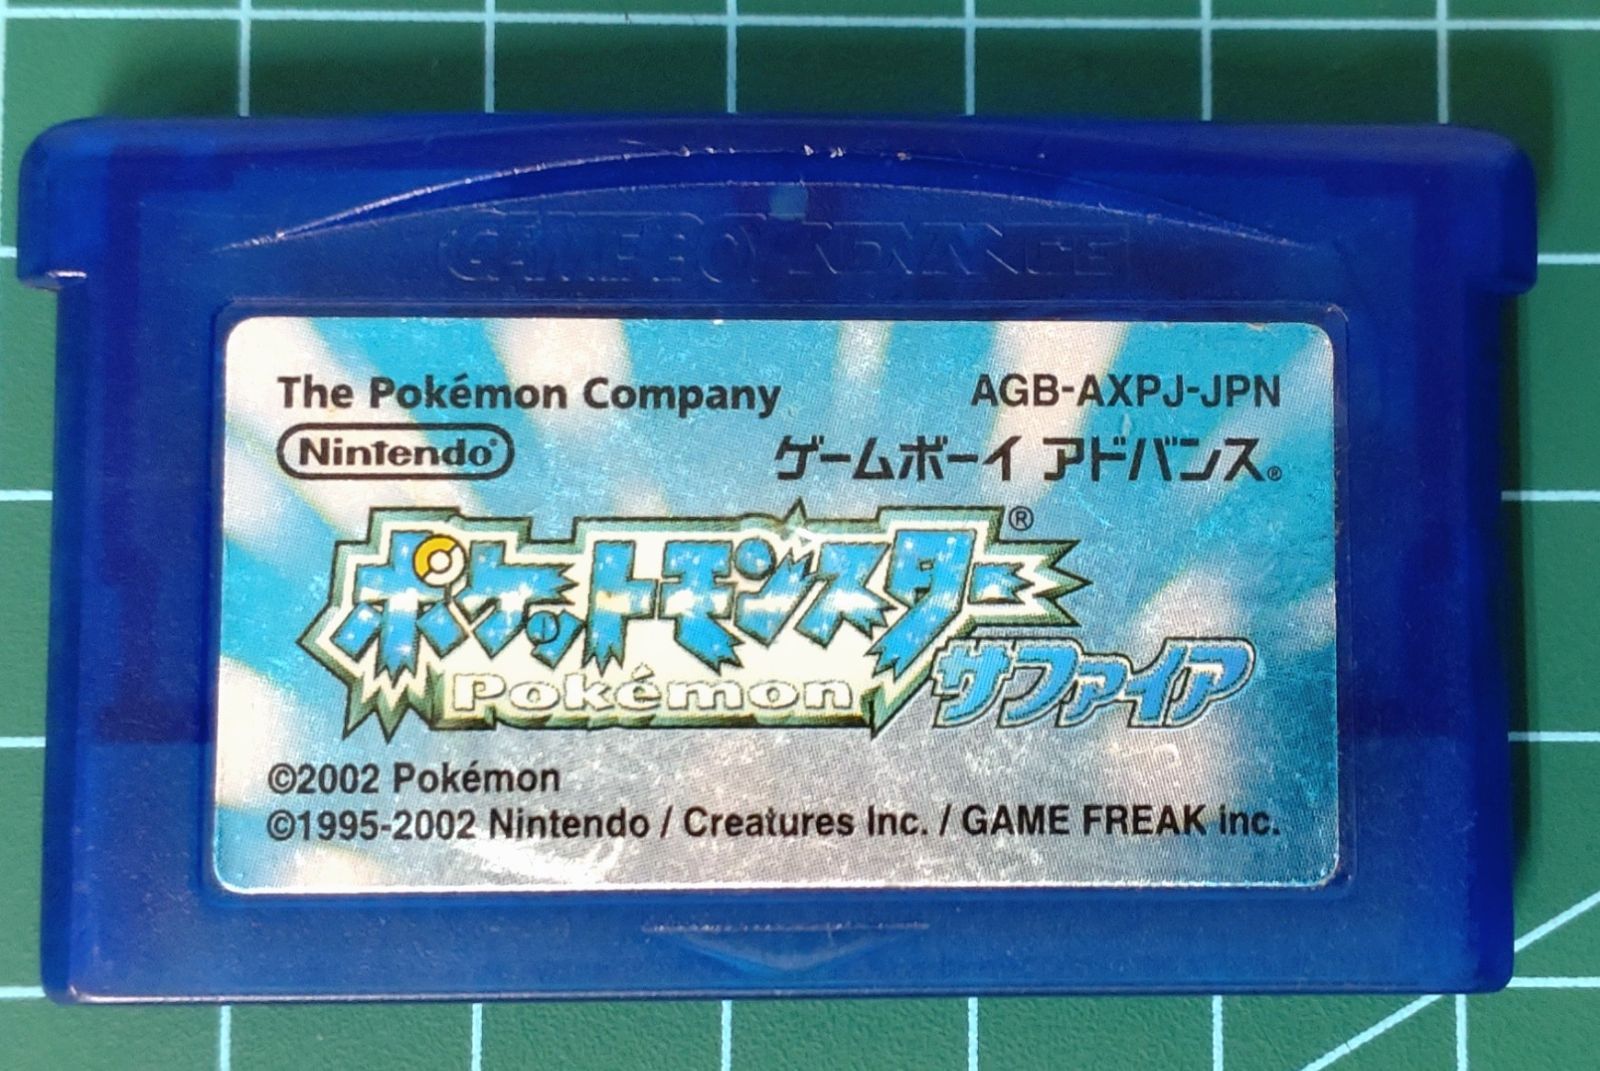 GAME BOY ADVANCE
The Pokémon Company
AGB-AXPJ-JPN
Nintendo®
ゲームボーイ アドバンス®
ポケットモンスター®
Pokémon
サファイア
©2002 Pokémon
©1995-2002 Nintendo / Creatures Inc. / GAME FREAK inc.